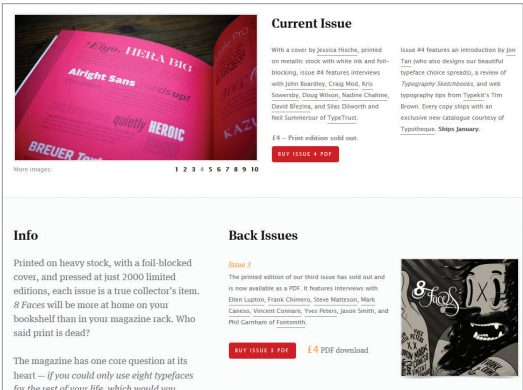 Elige, HERA BIG
Alright Sans
quietly HEROIC
BREUER Text
KAZU
More images:
1 2 3 4 5 6 7 8 9 10
Current Issue
With a cover by Jessica Hische, printed
on metallic stock with white ink and foil-
blocking, issue #4 features interviews
with John Boardley, Craig Mod, Kris
Sowersby, Doug Wilson, Nadine Chahine,
David Březina, and Silas Dilworth and
Neil Summerour of TypeTrust.
£4 – Print edition sold out.
BUY ISSUE 4 PDF
Issue #4 features an introduction by Jon
Tan (who also designs our beautiful
typeface choice spreads), a review of
Typography Sketchbooks, and web
typography tips from Typekit's Tim
Brown. Every copy ships with an
exclusive new catalogue courtesy of
Typotheque. Ships January.
Info
Printed on heavy stock, with a foil-blocked
cover, and pressed at just 2000 limited
editions, each issue is a true collector's item.
8 Faces will be more at home on your
bookshelf than in your magazine rack. Who
said print is dead?
The magazine has one core question at its
heart — if you could only use eight typefaces
for the rest of your life, which would you
Back Issues
Issue 3
The printed edition of our third issue has sold out and
is now available as a PDF. It features interviews with
Ellen Lupton, Frank Chimero, Steve Matteson, Mark
Caneso, Vincent Connare, Yves Peters, Jason Smith, and
Phil Garnham of Fontsmith.
BUY ISSUE 3 PDF
£4 PDF download
8 Faces